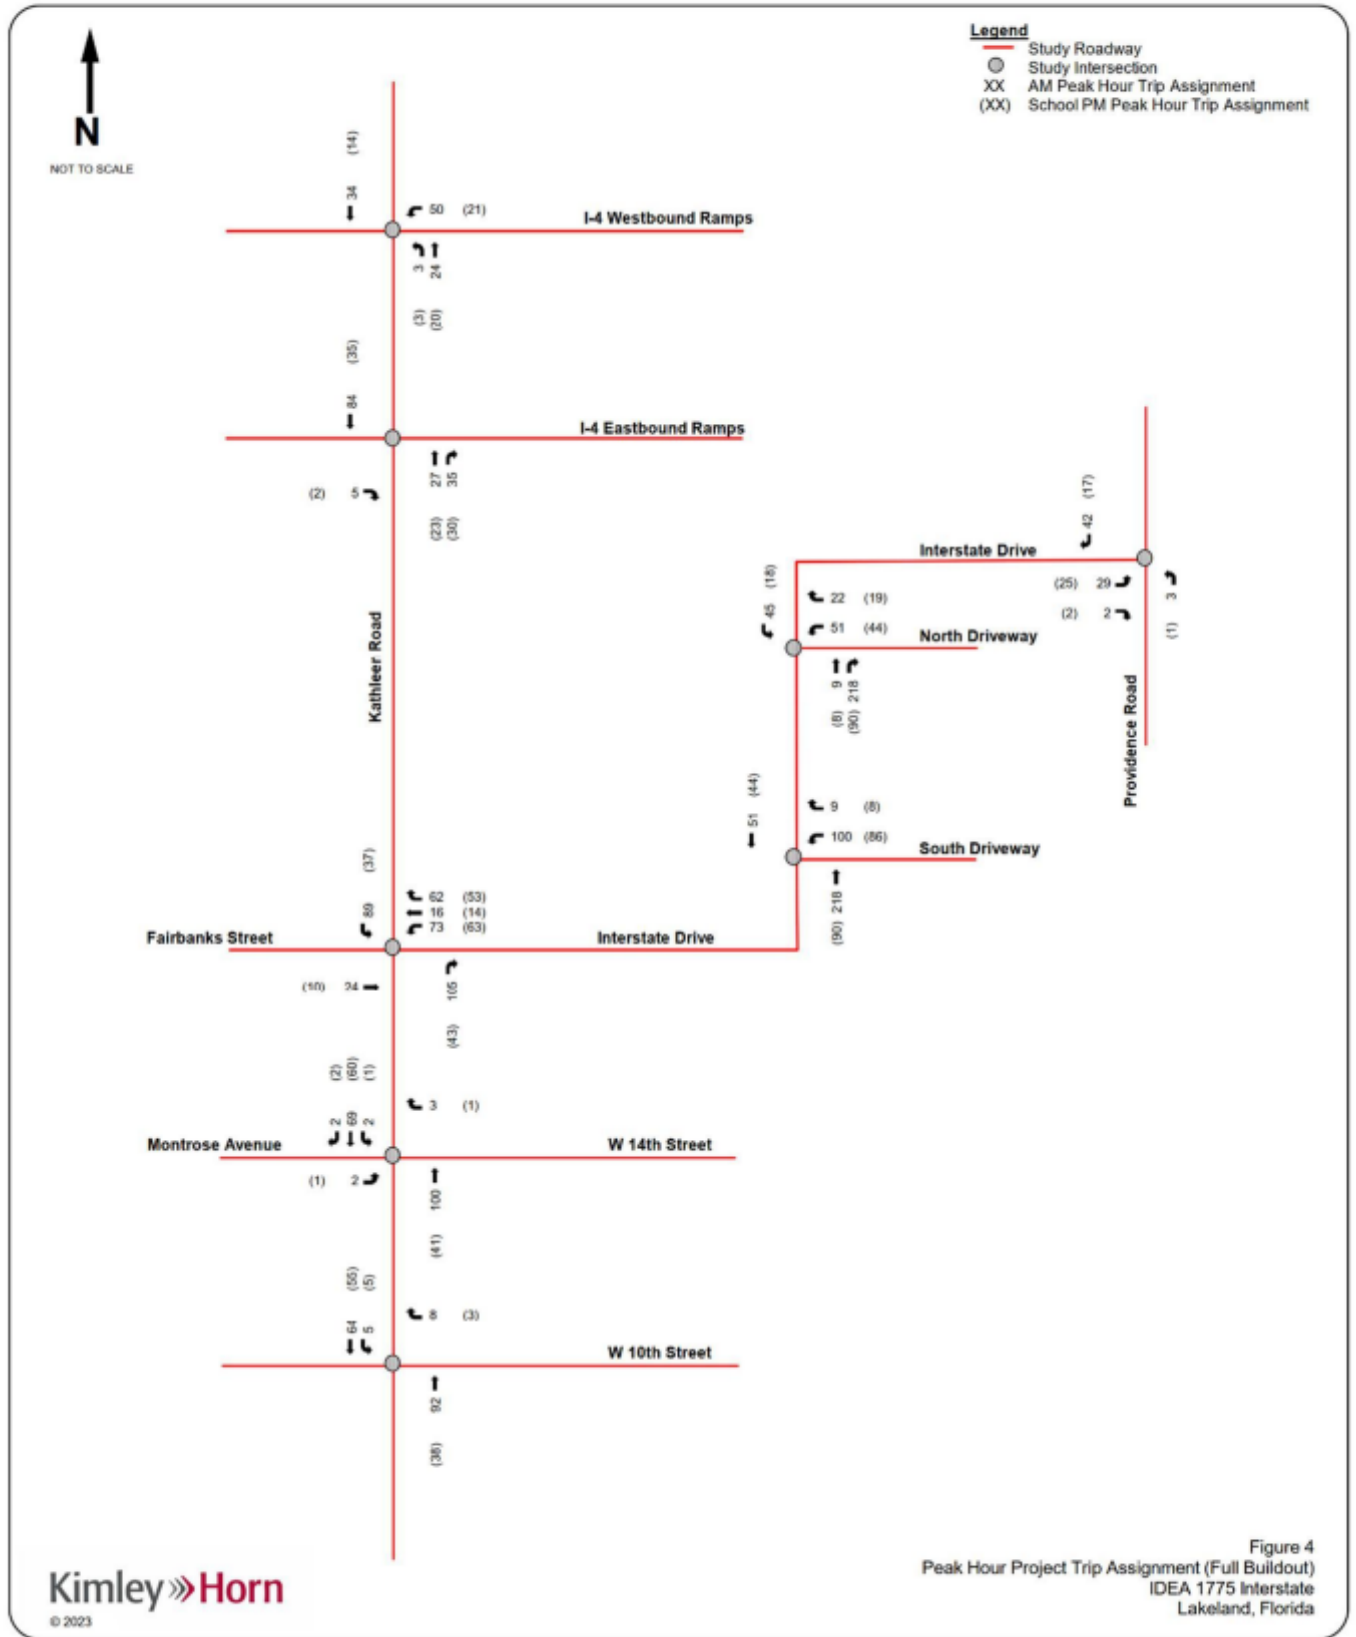 Legend
Study Roadway
Study Intersection
XX AM Peak Hour Trip Assignment
(XX) School PM Peak Hour Trip Assignment
N
NOT TO SCALE
(14)
34
50 (21)
I-4 Westbound Ramps
3 24
(3) (20)
(35)
84
I-4 Eastbound Ramps
27 35
(2) 5
(23) (30)
(17)
42
Interstate Drive
(18)
45
(25) 29
3
22 (19)
(2) 2
(1)
51 (44)
North Driveway
Kathleer Road
9 218
(8) (90)
Providence Road
(44)
51
9 (8)
100 (86)
South Driveway
(37)
89
62 (53)
16 (14)
73 (63)
(90) 218
Fairbanks Street
Interstate Drive
(10) 24
105
(43)
(2) (60) (1)
3 (1)
2 69 2
Montrose Avenue
W 14th Street
(1) 2
100
(41)
(55) (5)
8 (3)
64 5
W 10th Street
92
(38)
Figure 4
Peak Hour Project Trip Assignment (Full Buildout)
IDEA 1775 Interstate
Lakeland, Florida
Kimley»Horn
© 2023